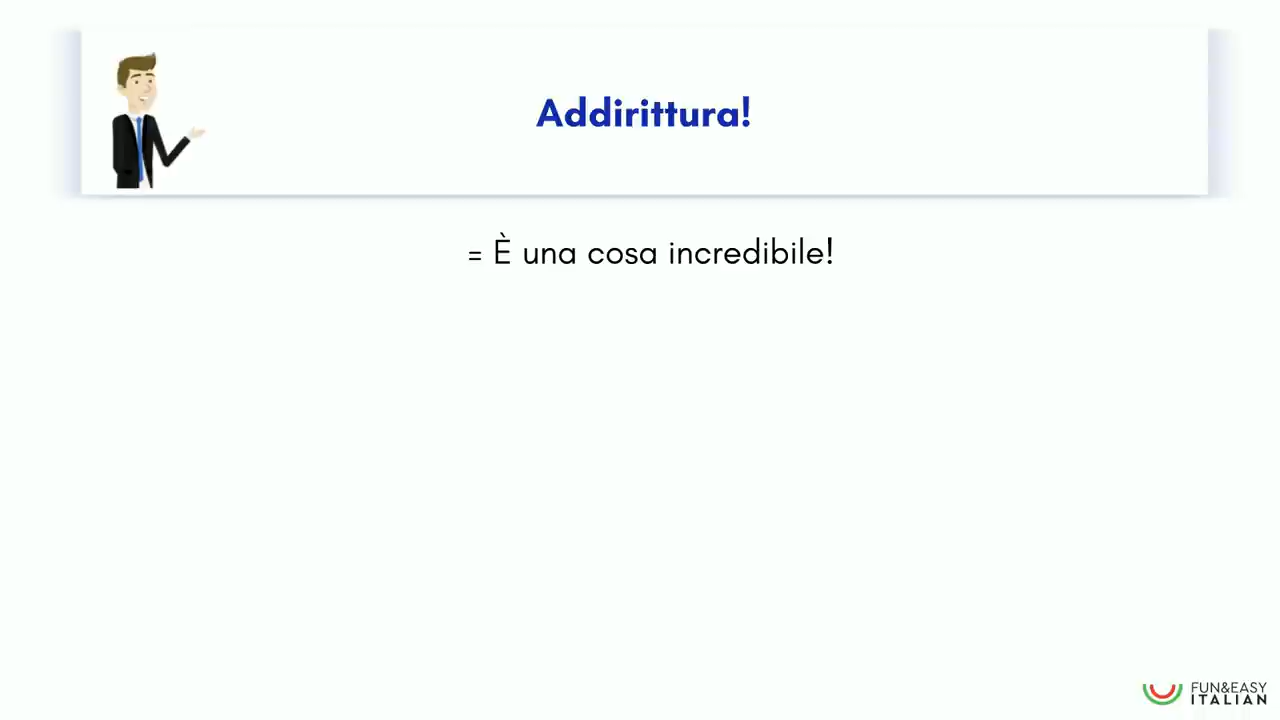 Addirittura!
= È una cosa incredibile!
FUN&EASY
ITALIAN